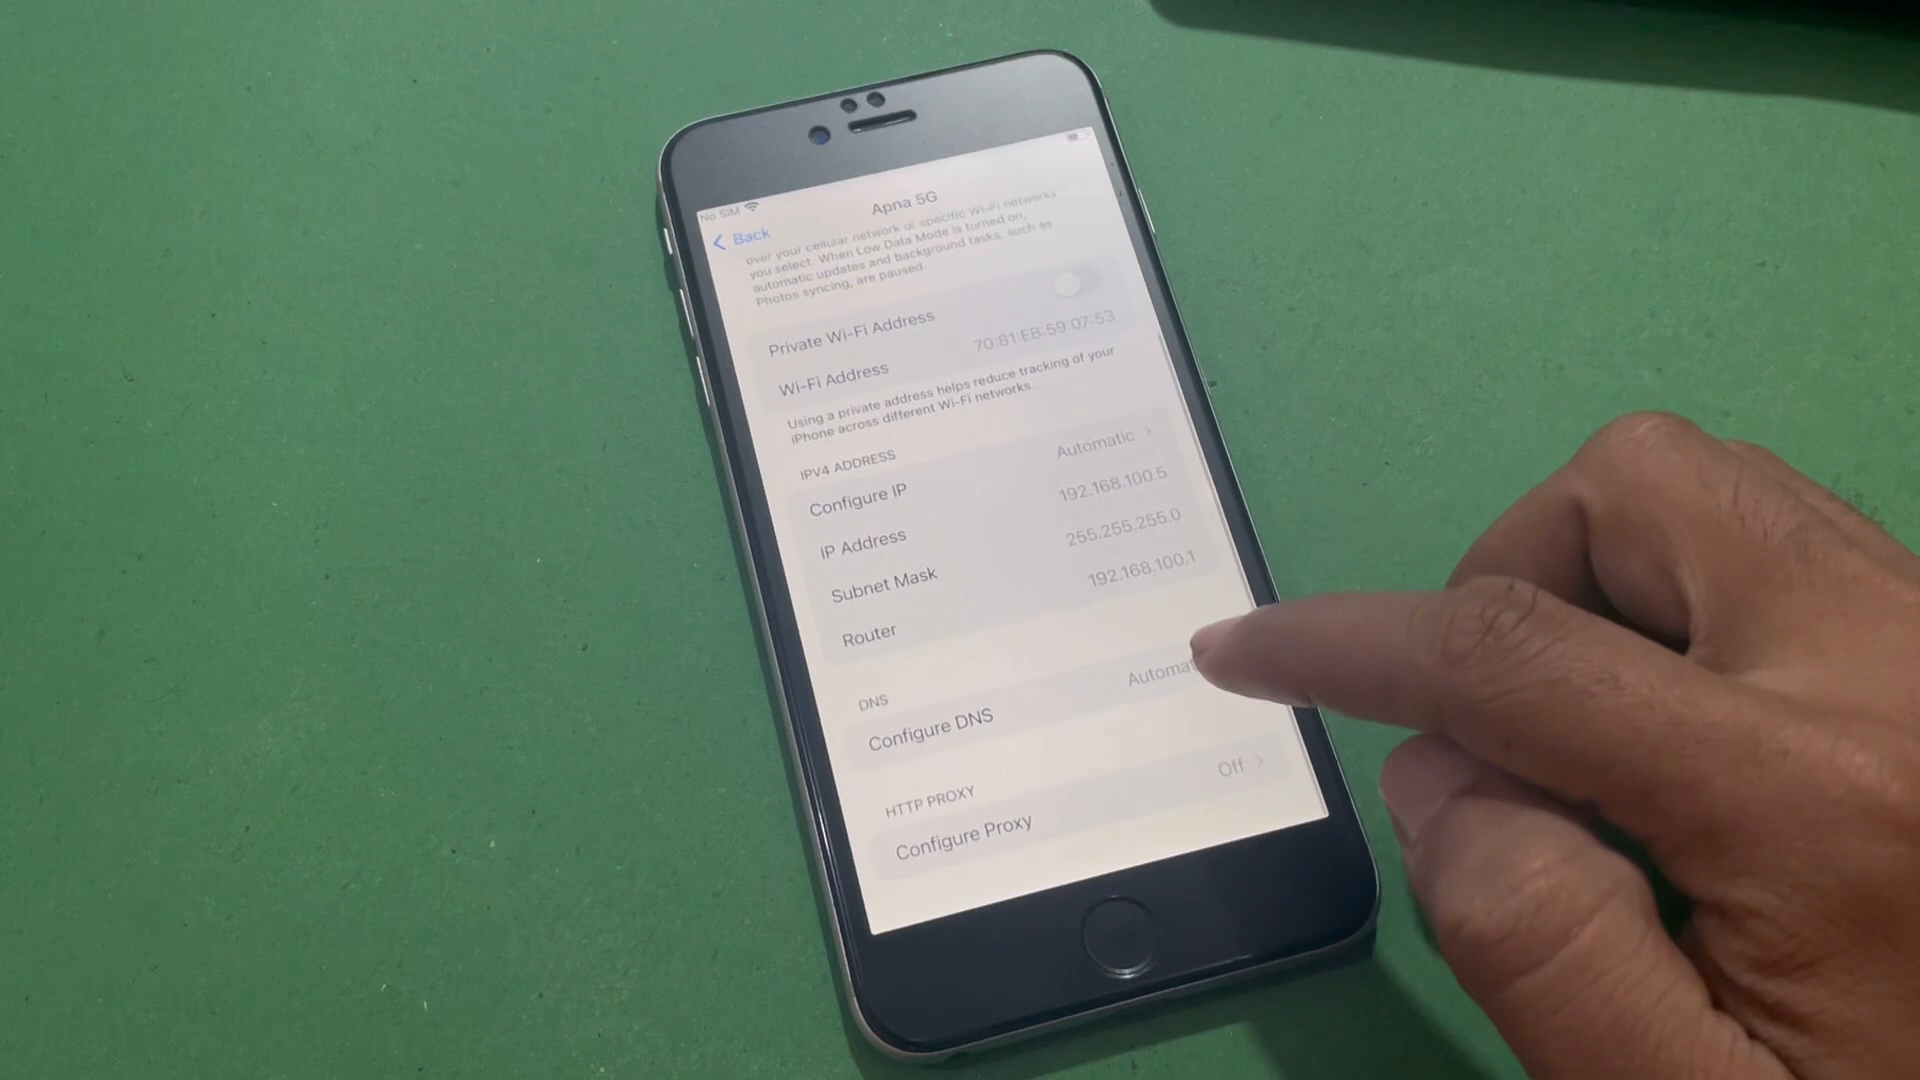 No SIM
Apna 5G
Back
over your cellular network or specific Wi-Fi networks
you select. When Low Data Mode is turned on,
automatic updates and background tasks, such as
Photos syncing, are paused.
Private Wi-Fi Address
Wi-Fi Address 70:81:EB:59:07:53
Using a private address helps reduce tracking of your
iPhone across different Wi-Fi networks.
IPV4 ADDRESS
Configure IP Automatic
IP Address 192.168.100.5
Subnet Mask 255.255.255.0
Router 192.168.100.1
DNS
Configure DNS Automat
HTTP PROXY
Configure Proxy Off